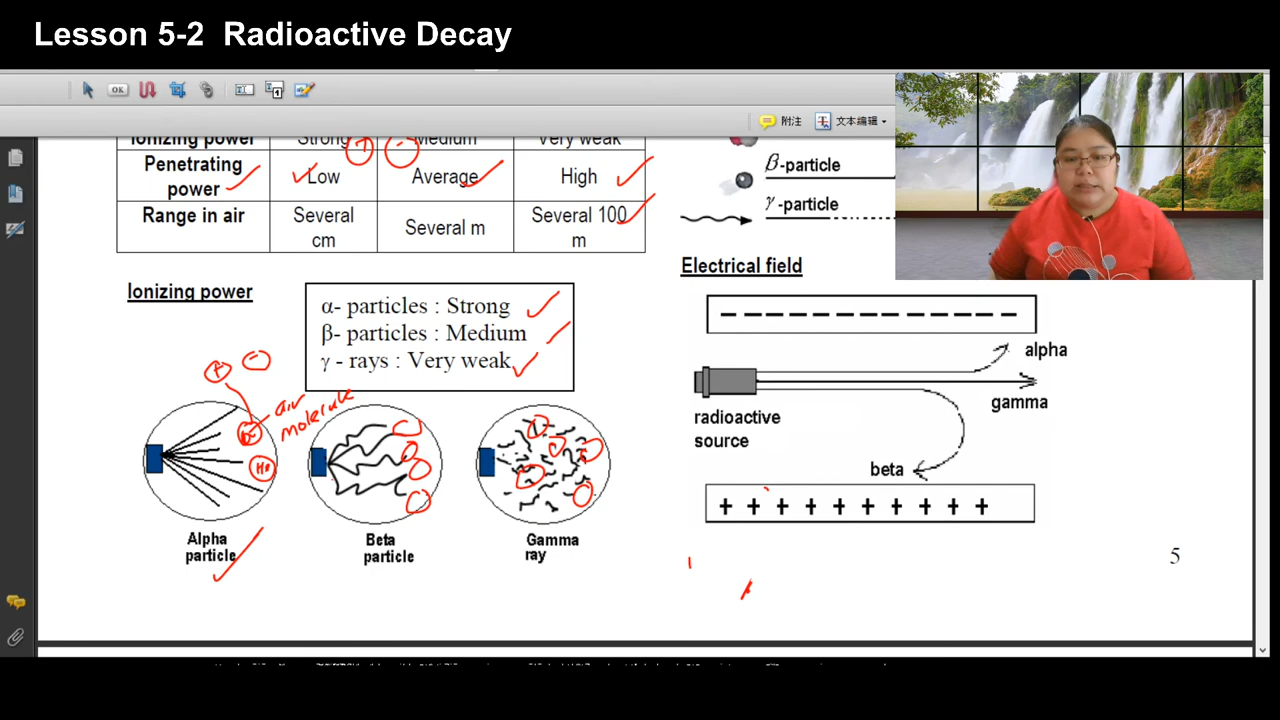 Lesson 5-2 Radioactive Decay
OK
附注
文本编辑
Ionizing power Strong Medium Very weak
+ -
Penetrating power Low Average High
Range in air Several cm Several m Several 100 m
β-particle
γ-particle
Electrical field
Ionizing power
α- particles : Strong
β- particles : Medium
γ - rays : Very weak
+ -
air
molecule
Alpha particle
Beta particle
Gamma ray
alpha
gamma
radioactive source
beta
+ + + + + + + + + +
5